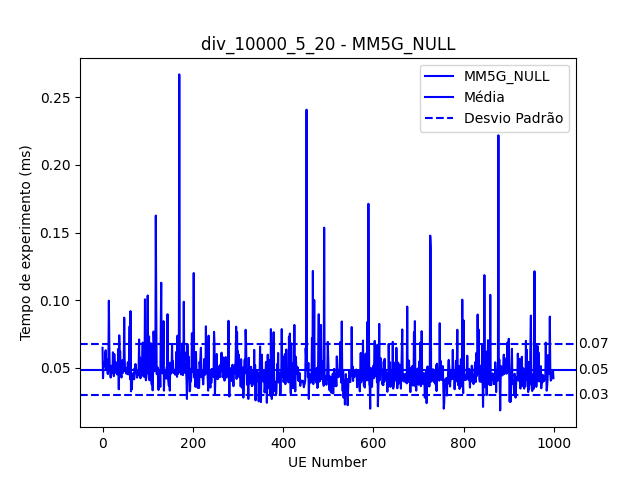 div_10000_5_20 - MM5G_NULL
MM5G_NULL
Média
Desvio Padrão
0.25
0.20
0.15
0.10
0.05
Tempo de experimento (ms)
0.07
0.05
0.03
0
200
400
600
800
1000
UE Number